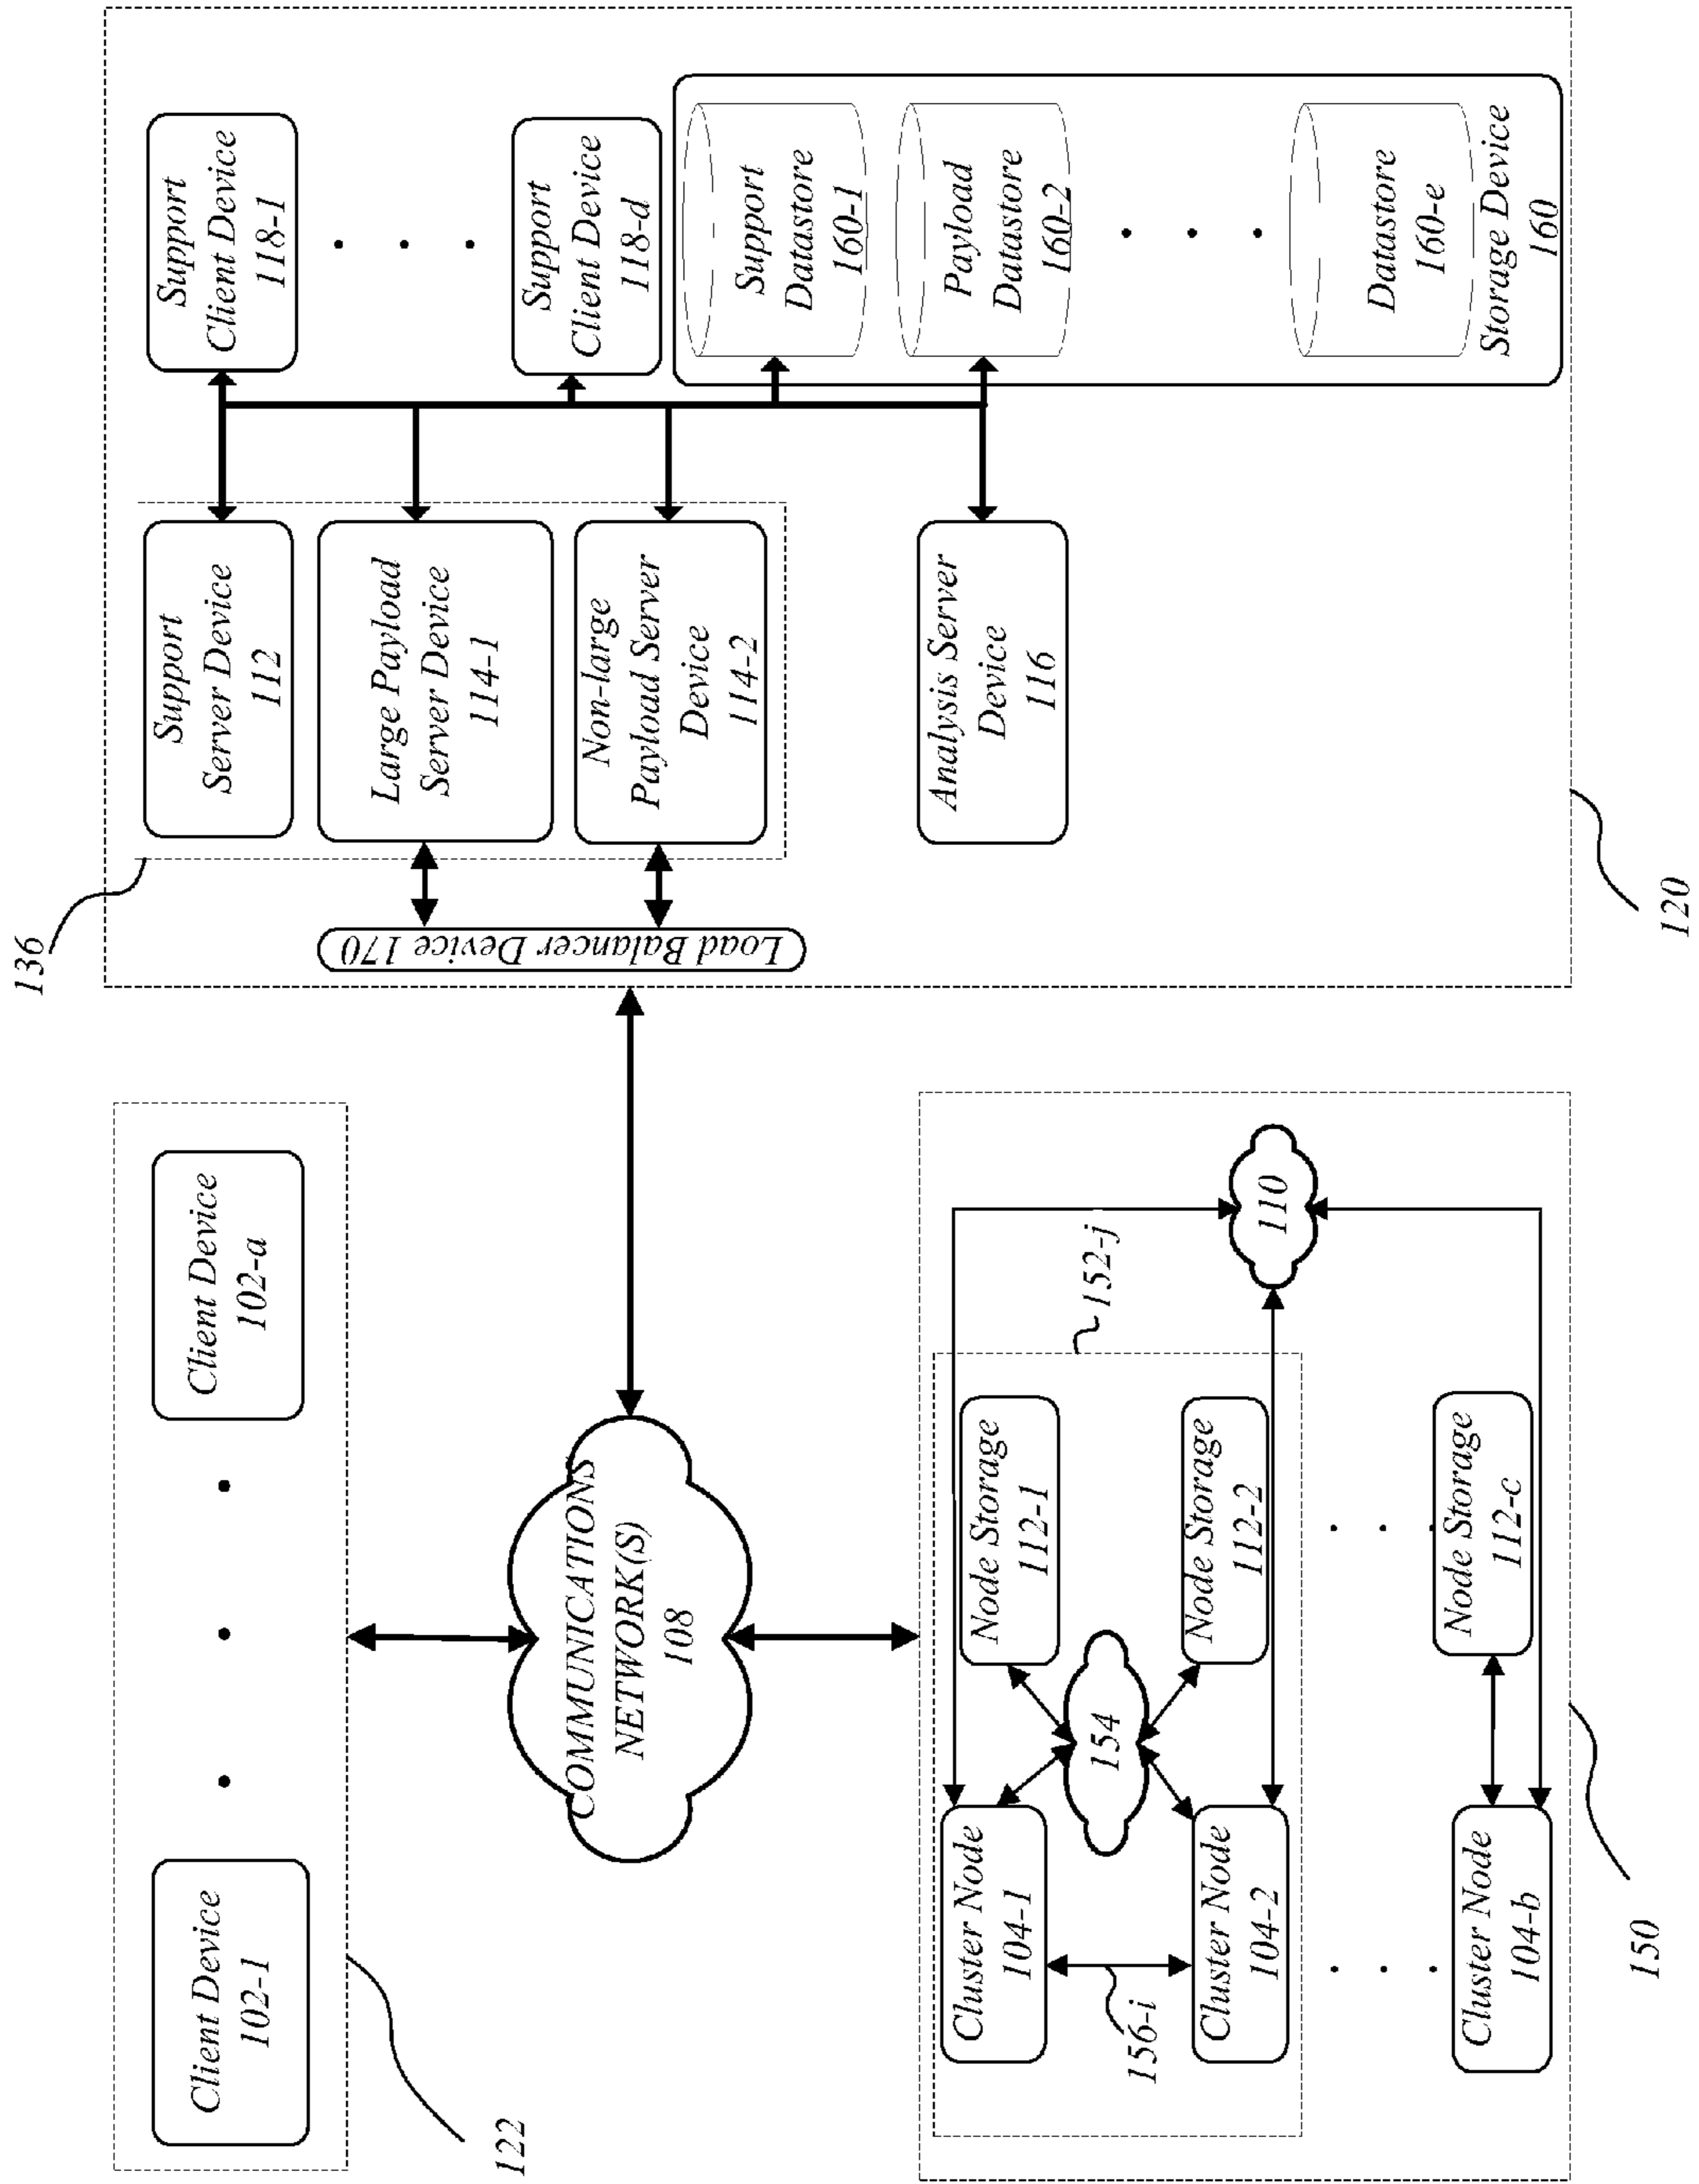 Client Device
102-1
Client Device
102-a
122
COMMUNICATIONS
NETWORK(S)
108
136
Support
Server Device
112
Support
Client Device
118-1
Large Payload
Server Device
114-1
Load Balancer Device 170
Non-large
Payload Server
Device
114-2
Support
Client Device
118-d
Support
Datastore
160-1
Analysis Server
Device
116
Payload
Datastore
160-2
Datastore
160-e
Storage Device
160
120
Cluster Node
104-1
Node Storage
112-1
152-j
154
110
156-i
Cluster Node
104-2
Node Storage
112-2
Cluster Node
104-b
Node Storage
112-c
150